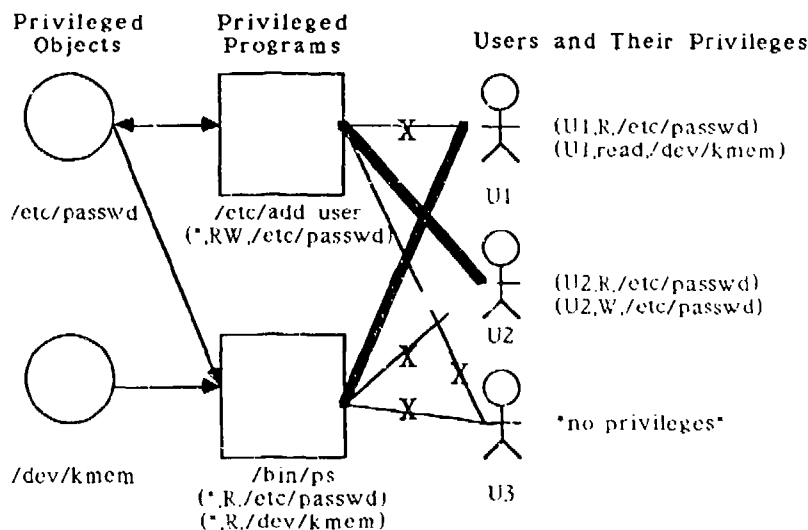 Privileged Objects
Privileged Programs
Users and Their Privileges
X
(U1,R,/etc/passwd)
(U1,read,/dev/kmem)
U1
/etc/passwd
/etc/add user
(*,RW,/etc/passwd)
(U2,R,/etc/passwd)
(U2,W,/etc/passwd)
U2
X
X
X
*no privileges*
U3
/dev/kmem
/bin/ps
(*,R,/etc/passwd)
(*,R,/dev/kmem)